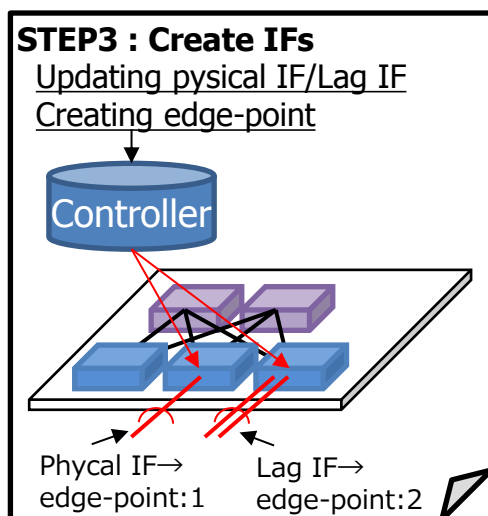 STEP3 : Create IFs
Updating pysical IF/Lag IF
Creating edge-point
Controller
Phycal IF→
edge-point:1
Lag IF→
edge-point:2